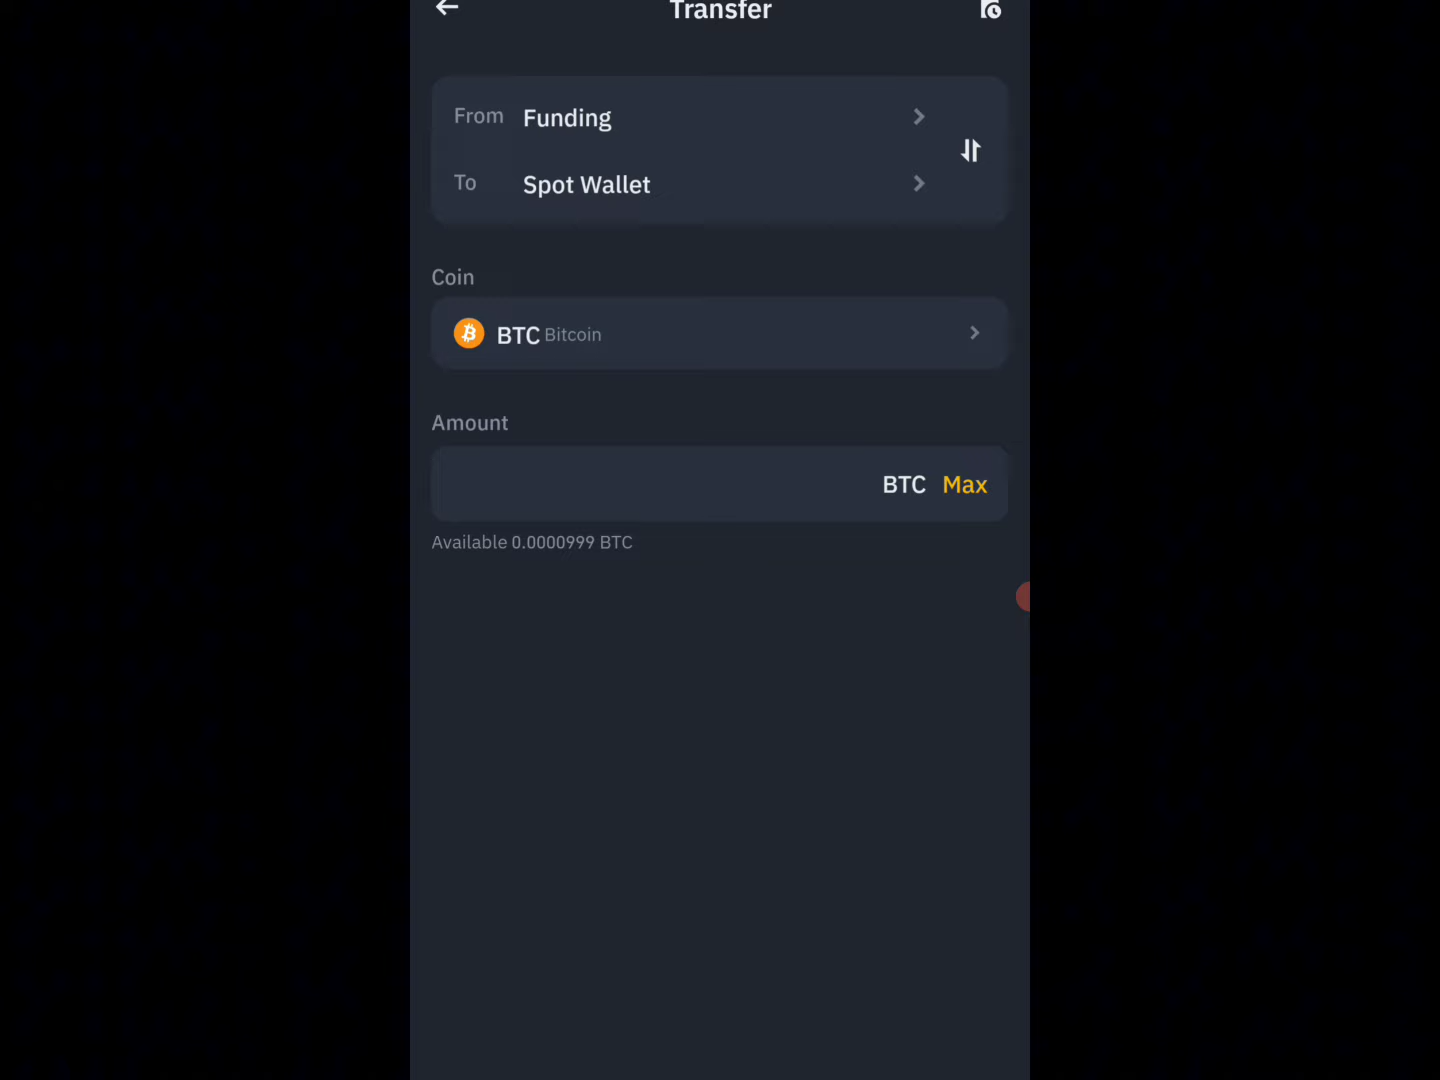 Transfer
From Funding
To Spot Wallet
Coin
BTC Bitcoin
Amount
BTC Max
Available 0.0000999 BTC